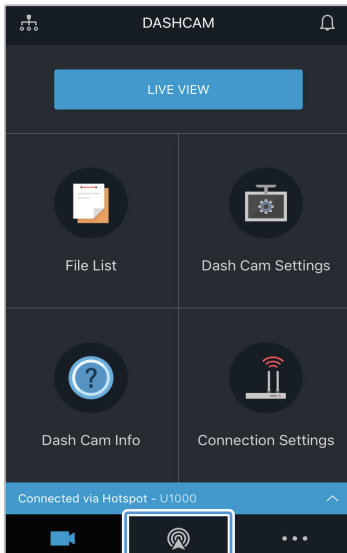 DASHCAM
LIVE VIEW
File List
Dash Cam Settings
?
Dash Cam Info
Connection Settings
Connected via Hotspot - U1000